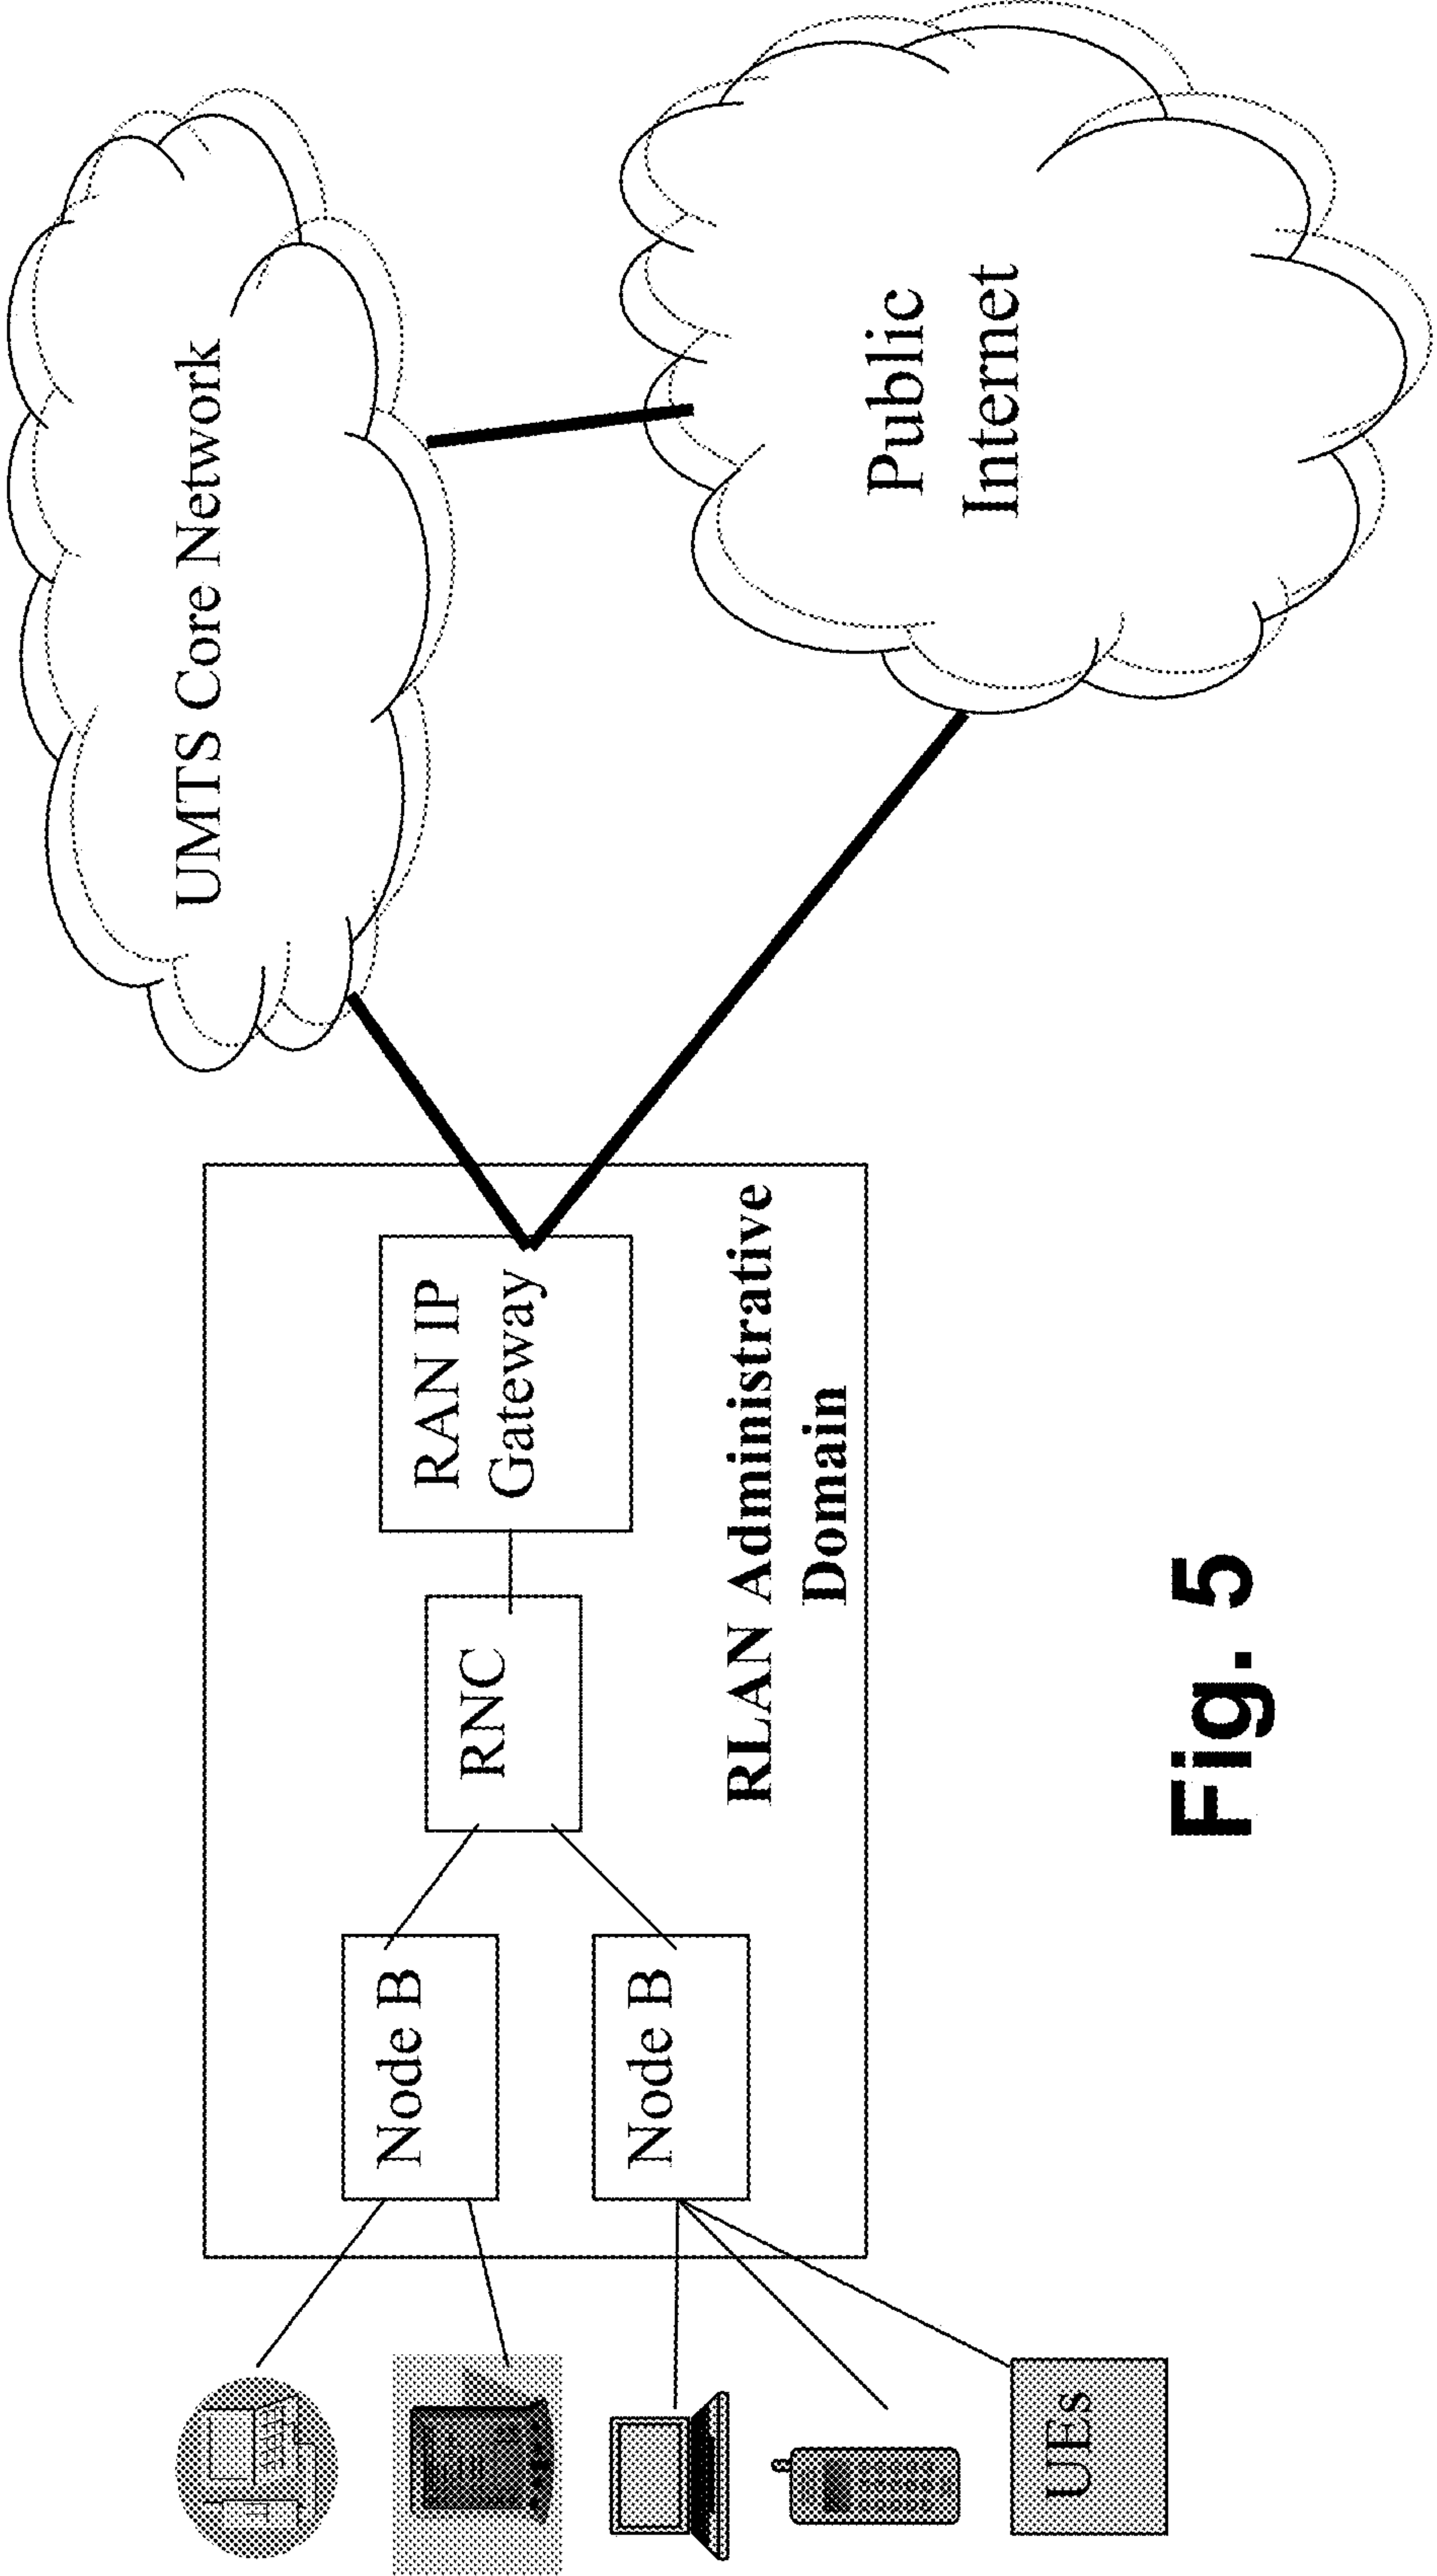 UMTS Core Network
Public
Internet
RAN IP
Gateway
RNC
Node B
Node B
RLAN Administrative
Domain
UEs
Fig. 5